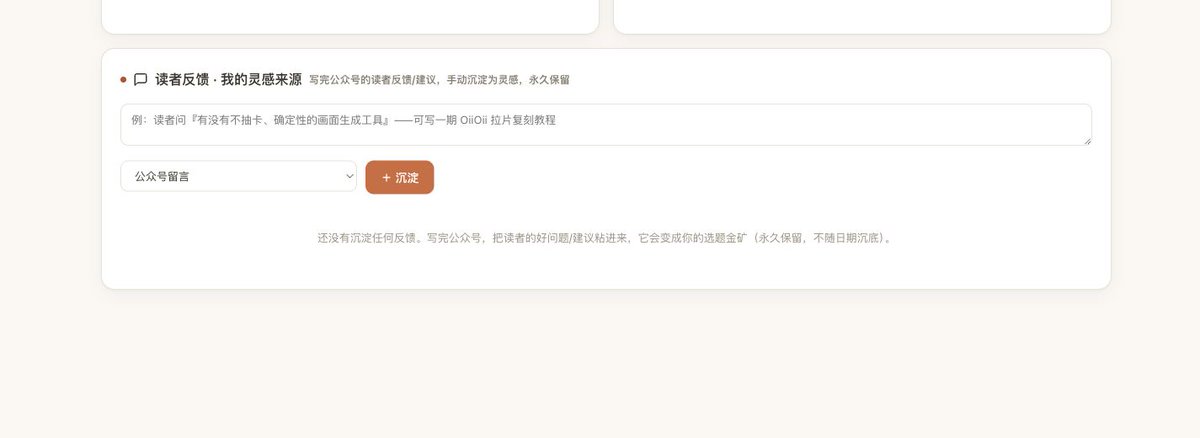 读者反馈 · 我的灵感来源 写完公众号的读者反馈/建议，手动沉淀为灵感，永久保留
例：读者问『有没有不抽卡、确定性的画面生成工具』——可写一期 OiiOii 拉片复刻教程
公众号留言
+ 沉淀
还没有沉淀任何反馈。写完公众号，把读者的好问题/建议粘进来，它会变成你的选题金矿（永久保留，不随日期沉底）。